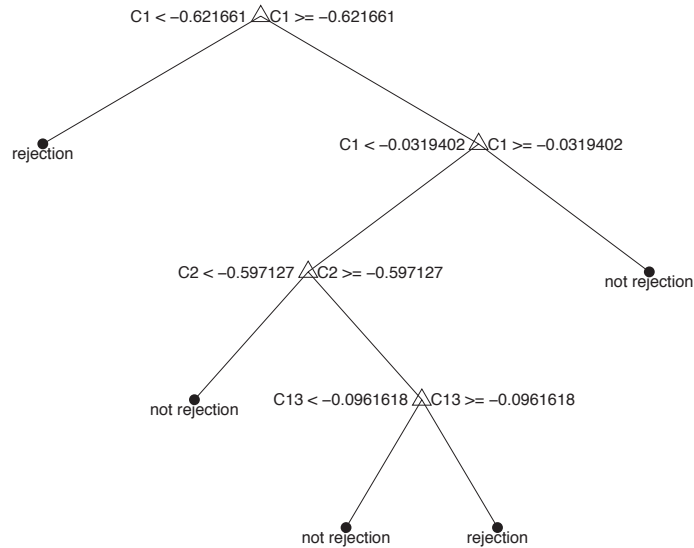 C1 < −0.621661 C1 >= −0.621661
rejection
C1 < −0.0319402 C1 >= −0.0319402
C2 < −0.597127 C2 >= −0.597127
not rejection
not rejection
C13 < −0.0961618 C13 >= −0.0961618
not rejection
rejection